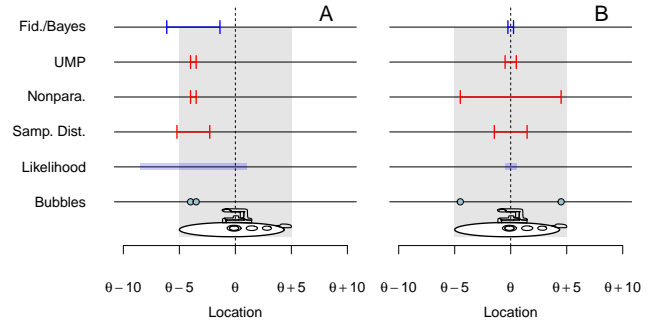 A
B
Fid./Bayes
UMP
Nonpara.
Samp. Dist.
Likelihood
Bubbles
θ − 10 θ − 5 θ θ + 5 θ + 10
θ − 10 θ − 5 θ θ + 5 θ + 10
Location
Location